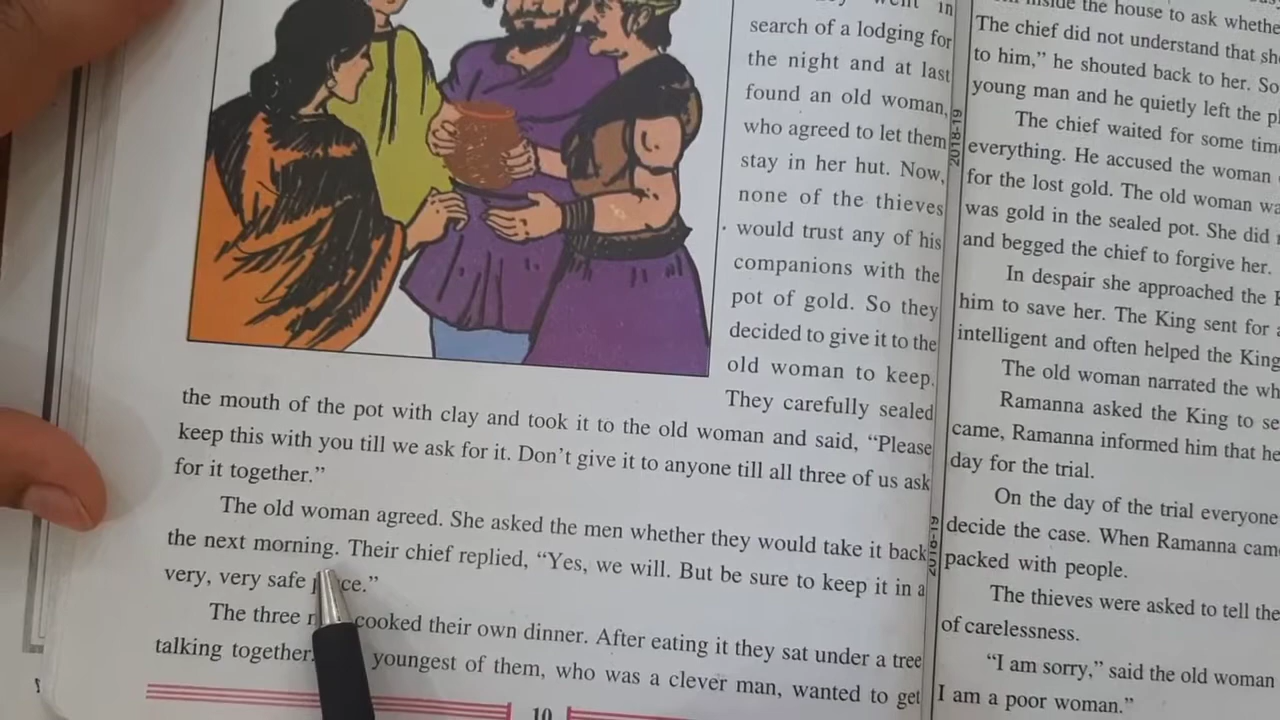 went in
search of a lodging for
the night and at last
found an old woman,
who agreed to let them
stay in her hut. Now,
none of the thieves
would trust any of his
companions with the
pot of gold. So they
decided to give it to the
old woman to keep.
They carefully sealed
the mouth of the pot with clay and took it to the old woman and said, “Please
keep this with you till we ask for it. Don’t give it to anyone till all three of us ask
for it together.”
The old woman agreed. She asked the men whether they would take it back
the next morning. Their chief replied, “Yes, we will. But be sure to keep it in a
very, very safe
The three cooked their own dinner. After eating it they sat under a tree
talking together. youngest of them, who was a clever man, wanted to get
10
2018-19
2018-19
inside the house to ask
The chief did not understand that
to him,” he shouted back to her. So
young man and he quietly left the
The chief waited for some
everything. He accused the woman
for the lost gold. The old woman
was gold in the sealed pot. She did
and begged the chief to forgive her.
In despair she approached the
him to save her. The King sent for
intelligent and often helped the King
The old woman narrated the
Ramanna asked the King to
came, Ramanna informed him that he
day for the trial.
On the day of the trial everyone
decide the case. When Ramanna
packed with people.
The thieves were asked to tell the
of carelessness.
“I am sorry,” said the old woman
I am a poor woman.”